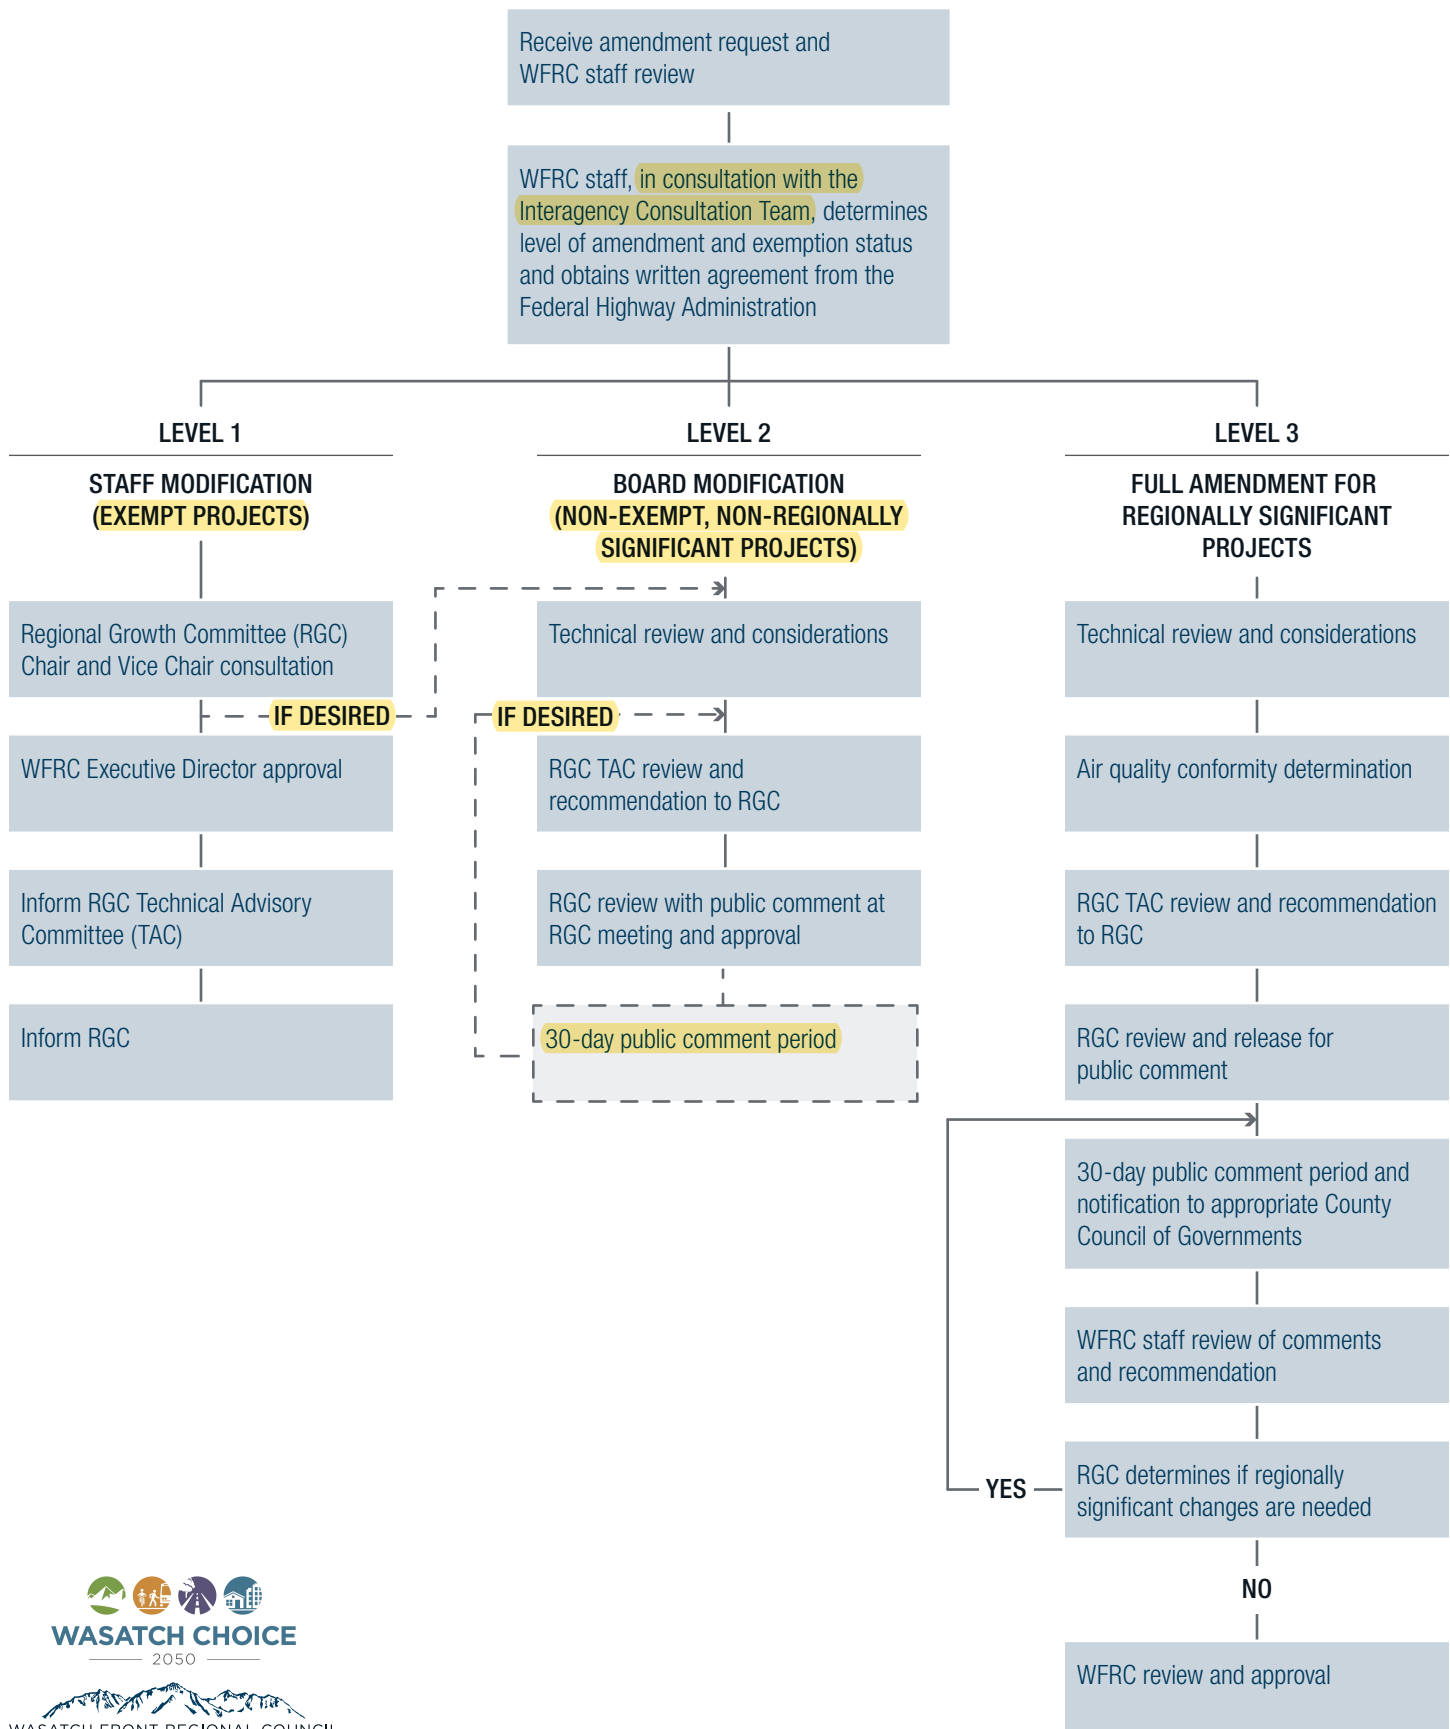 Receive amendment request and
WFRC staff review
WFRC staff, in consultation with the
Interagency Consultation Team, determines
level of amendment and exemption status
and obtains written agreement from the
Federal Highway Administration
LEVEL 1
STAFF MODIFICATION
(EXEMPT PROJECTS)
Regional Growth Committee (RGC)
Chair and Vice Chair consultation
IF DESIRED
WFRC Executive Director approval
Inform RGC Technical Advisory
Committee (TAC)
Inform RGC
LEVEL 2
BOARD MODIFICATION
(NON-EXEMPT, NON-REGIONALLY
SIGNIFICANT PROJECTS)
Technical review and considerations
IF DESIRED
RGC TAC review and
recommendation to RGC
RGC review with public comment at
RGC meeting and approval
30-day public comment period
LEVEL 3
FULL AMENDMENT FOR
REGIONALLY SIGNIFICANT
PROJECTS
Technical review and considerations
Air quality conformity determination
RGC TAC review and recommendation
to RGC
RGC review and release for
public comment
30-day public comment period and
notification to appropriate County
Council of Governments
WFRC staff review of comments
and recommendation
RGC determines if regionally
significant changes are needed
YES
NO
WFRC review and approval
WASATCH CHOICE
2050
WASATCH FRONT REGIONAL COUNCIL